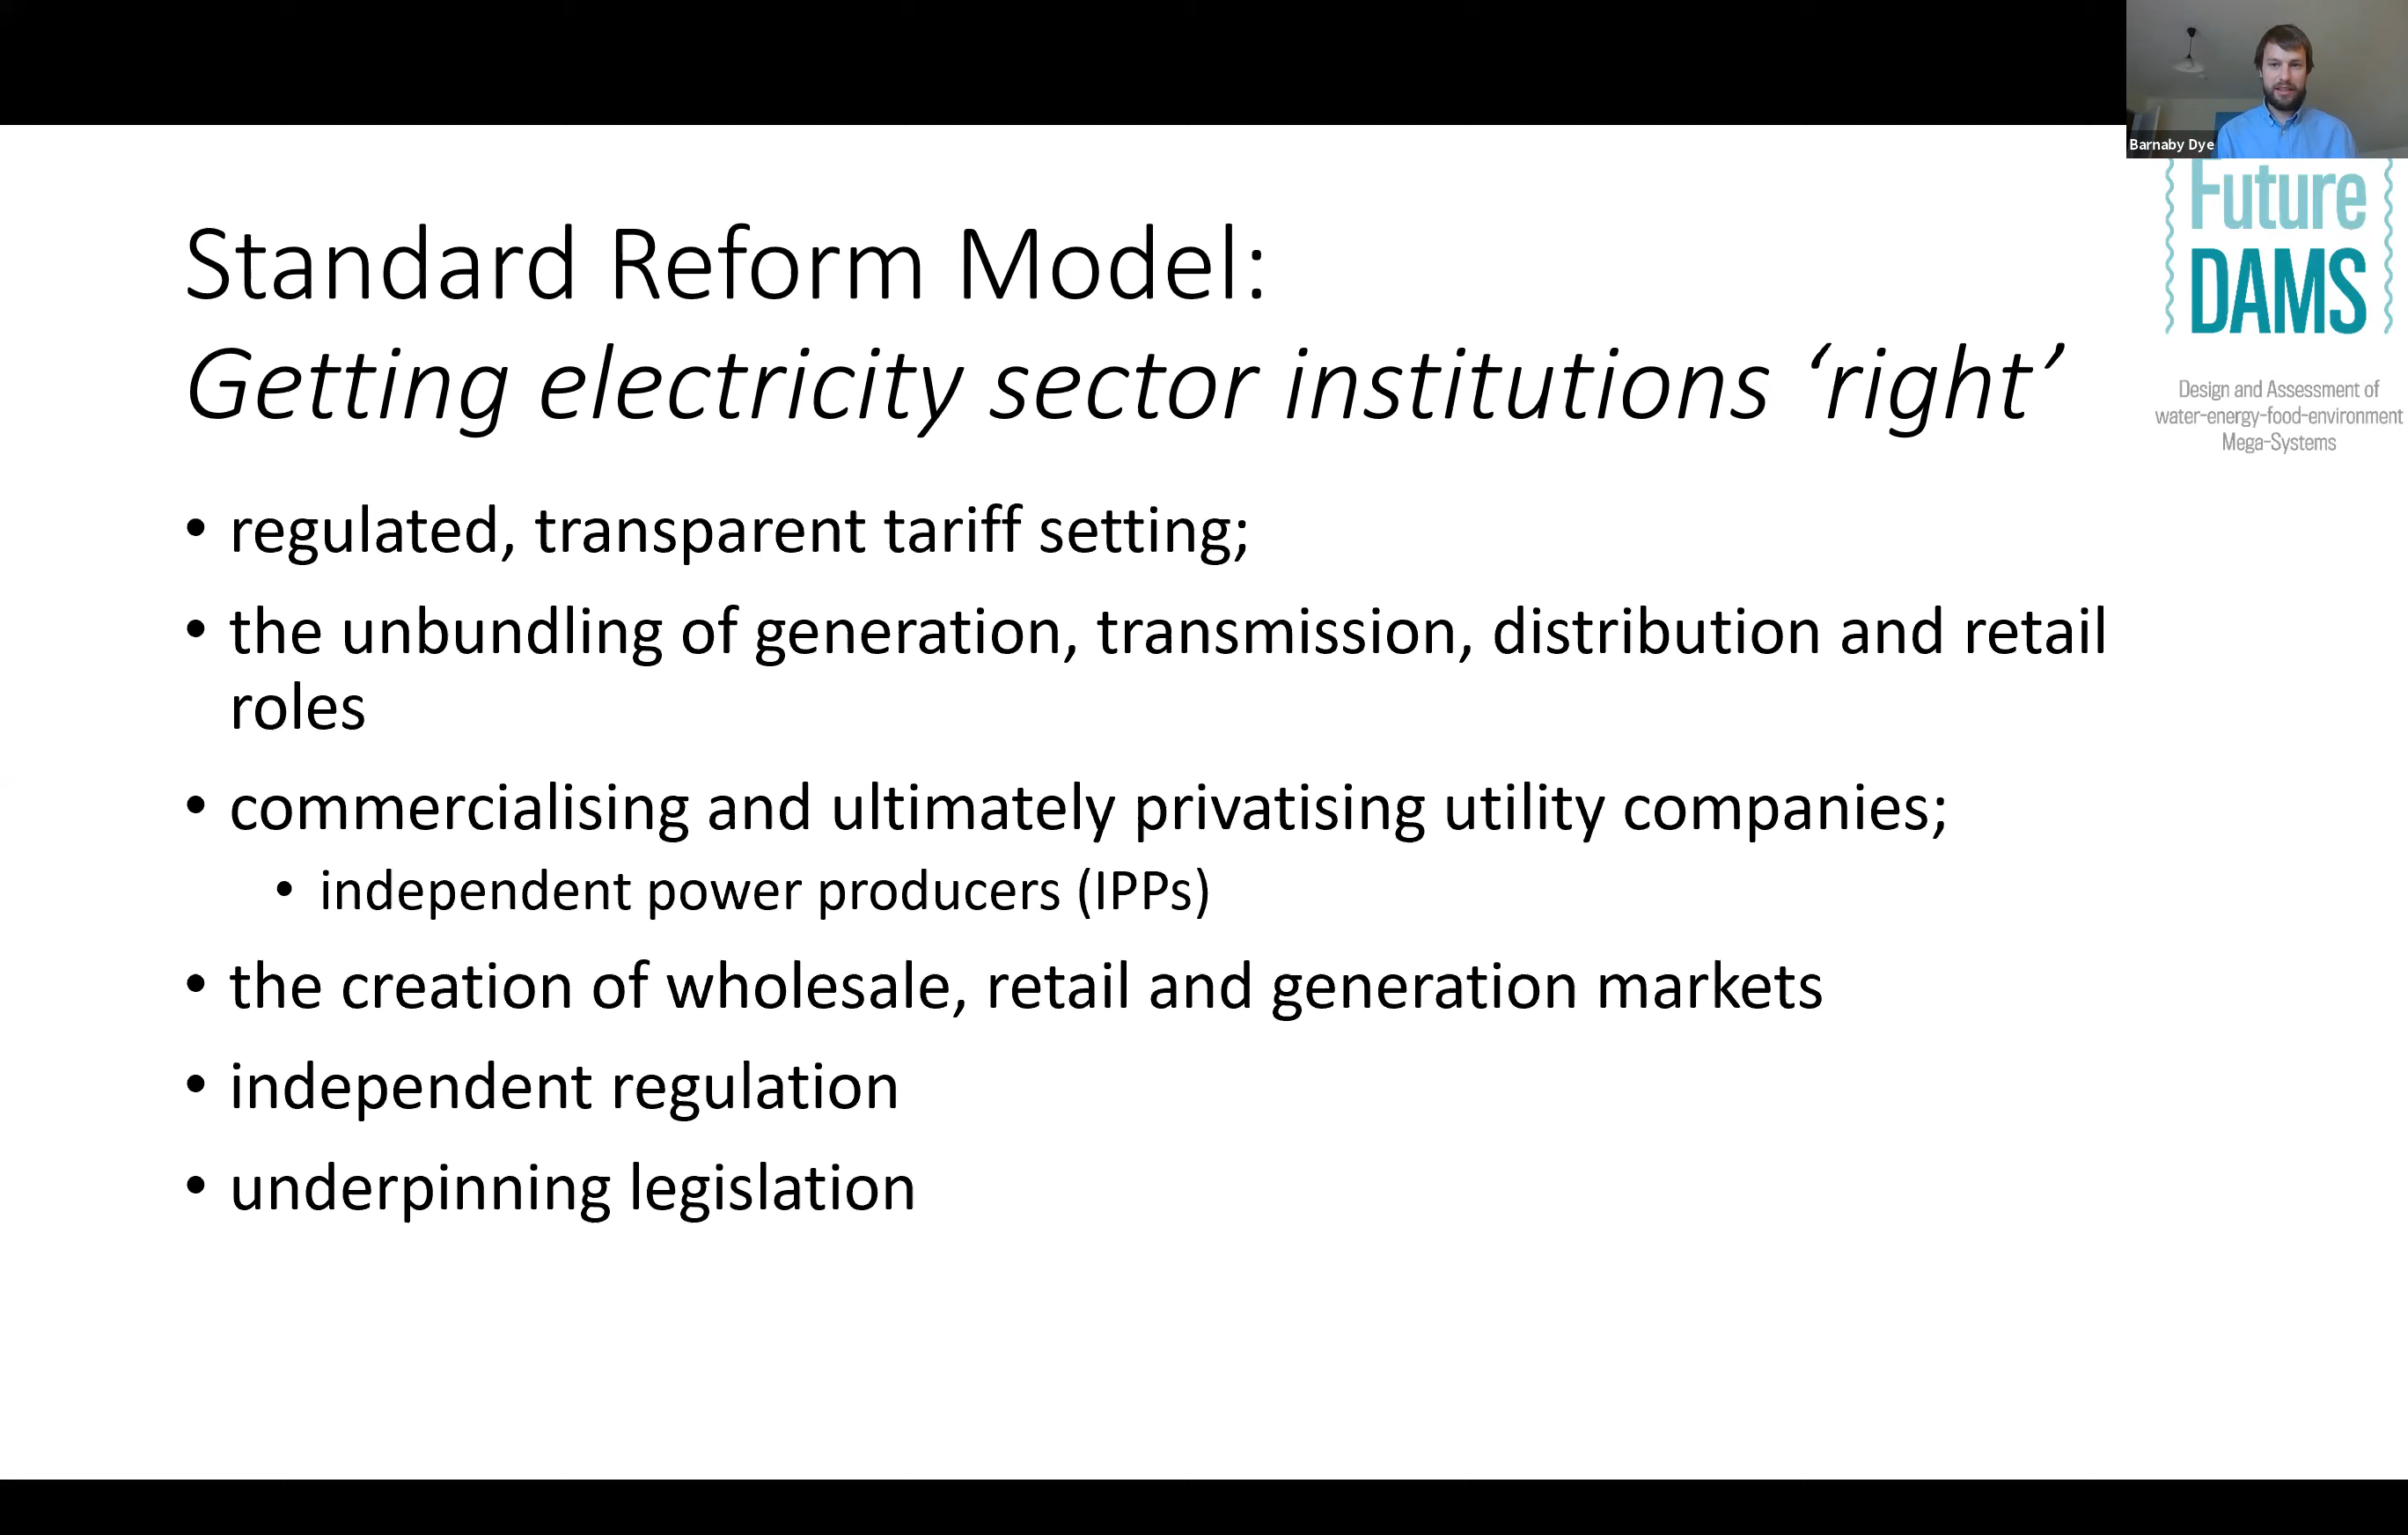 Barnaby Dye
Future
DAMS
Design and Assessment of
water-energy-food-environment
Mega-Systems
Standard Reform Model:
Getting electricity sector institutions ‘right’
• regulated, transparent tariff setting;
• the unbundling of generation, transmission, distribution and retail
roles
• commercialising and ultimately privatising utility companies;
• independent power producers (IPPs)
• the creation of wholesale, retail and generation markets
• independent regulation
• underpinning legislation